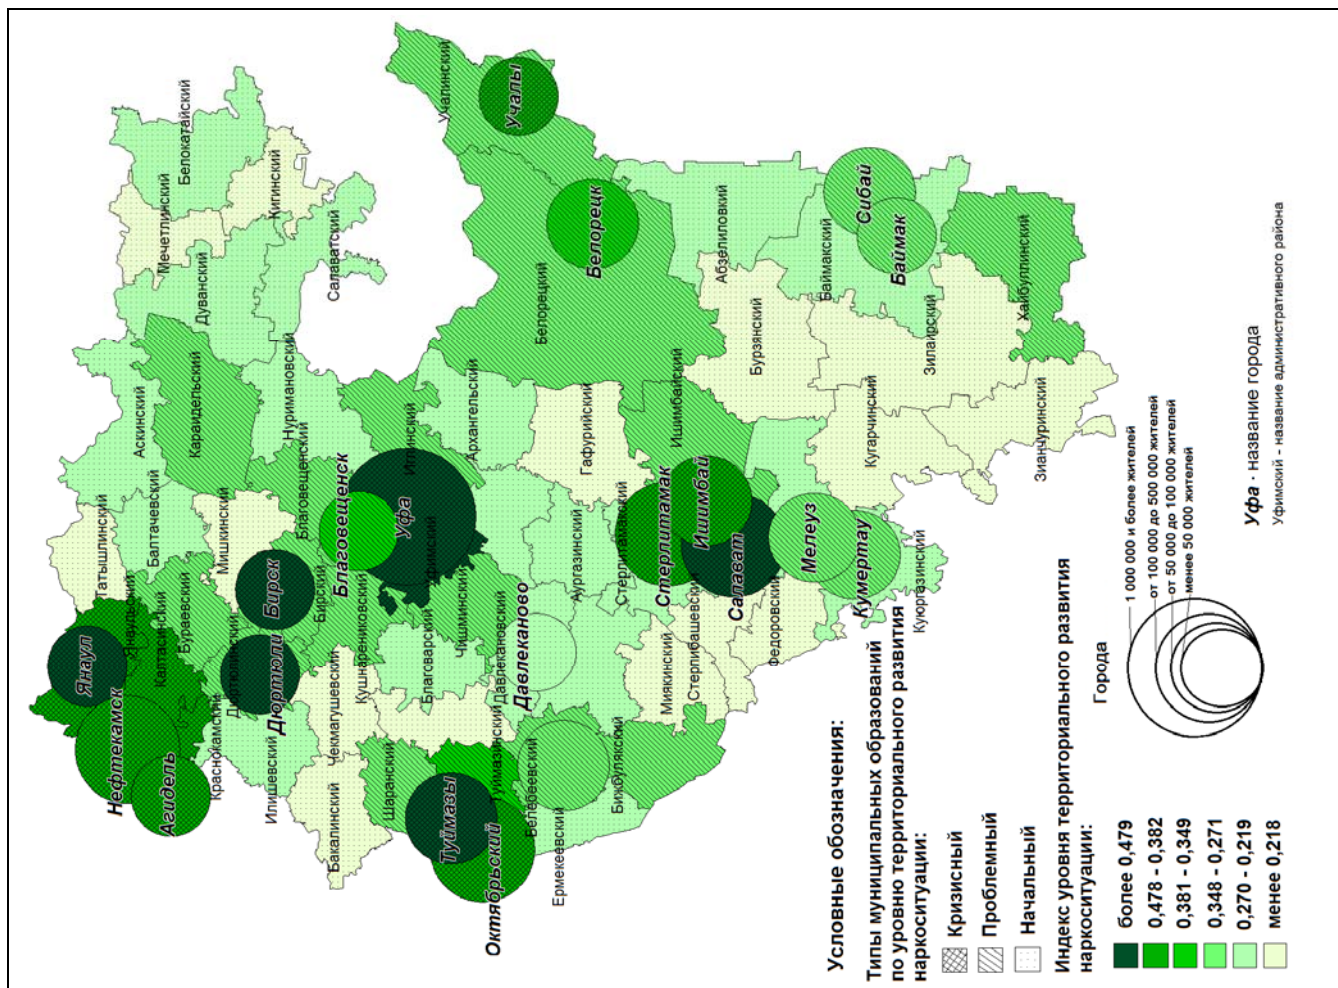 Учалинский
Учалы
Белокатайский
Кигинский
Мечетлинский
Салаватский
Дуванский
Белорецк
Белорецкий
Абзелиловкий
Сибай
Баймак
Баймакский
Хайбуллинский
Бурзянский
Зилаирский
Кугарчинский
Зианчуринский
Караидельский
Аскинский
Нуримановский
Архангельский
Гафурийский
Ишимбайский
Балтачевский
Татышлинский
Мишкинский
Благовещенский
Благовещенск
Иглинский
Уфа
Уфимский
Стерлитамак
Ишимбай
Салават
Мелеуз
Кумертау
Куюргазинский
Янаул
Янаульский
Калтасинский
Бураевский
Бирск
Бирский
Дюртюли
Дюртюлинский
Кушнарениковский
Чишминский
Аургазинский
Стерлитамакский
Нефтекамск
Агидель
Краснокамский
Илишевский
Чекмагушевский
Благоварский
Давлекановский
Давлеканово
Миякинский
Стерлибашевский
Федоровский
Бакалинский
Шаранский
Туймазы
Туймазинский
Октябрьский
Белебеевский
Ермекеевский
Бижбулякский
Условные обозначения:
Типы муниципальных образований
по уровню территориального развития
наркоситуации:
Кризисный
Проблемный
Начальный
Индекс уровня территориального развития
наркоситуации:
более 0,479
0,478 - 0,382
0,381 - 0,349
0,348 - 0,271
0,270 - 0,219
менее 0,218
Города
1 000 000 и более жителей
от 100 000 до 500 000 жителей
от 50 000 до 100 000 жителей
менее 50 000 жителей
Уфа - название города
Уфимский - название административного района